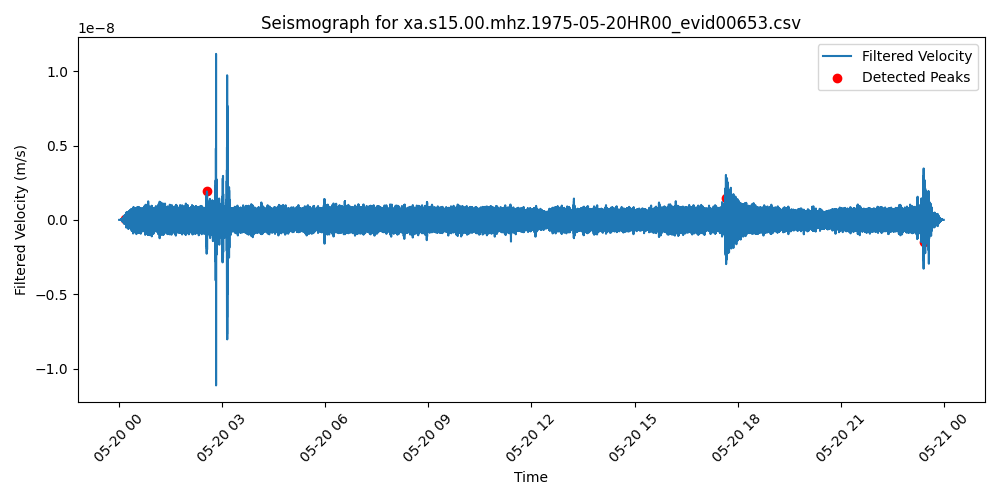 Seismograph for xa.s15.00.mhz.1975-05-20HR00_evid00653.csv
1e−8
Filtered Velocity
Detected Peaks
1.0
0.5
0.0
−0.5
−1.0
Filtered Velocity (m/s)
05-20 00
05-20 03
05-20 06
05-20 09
05-20 12
05-20 15
05-20 18
05-20 21
05-21 00
Time